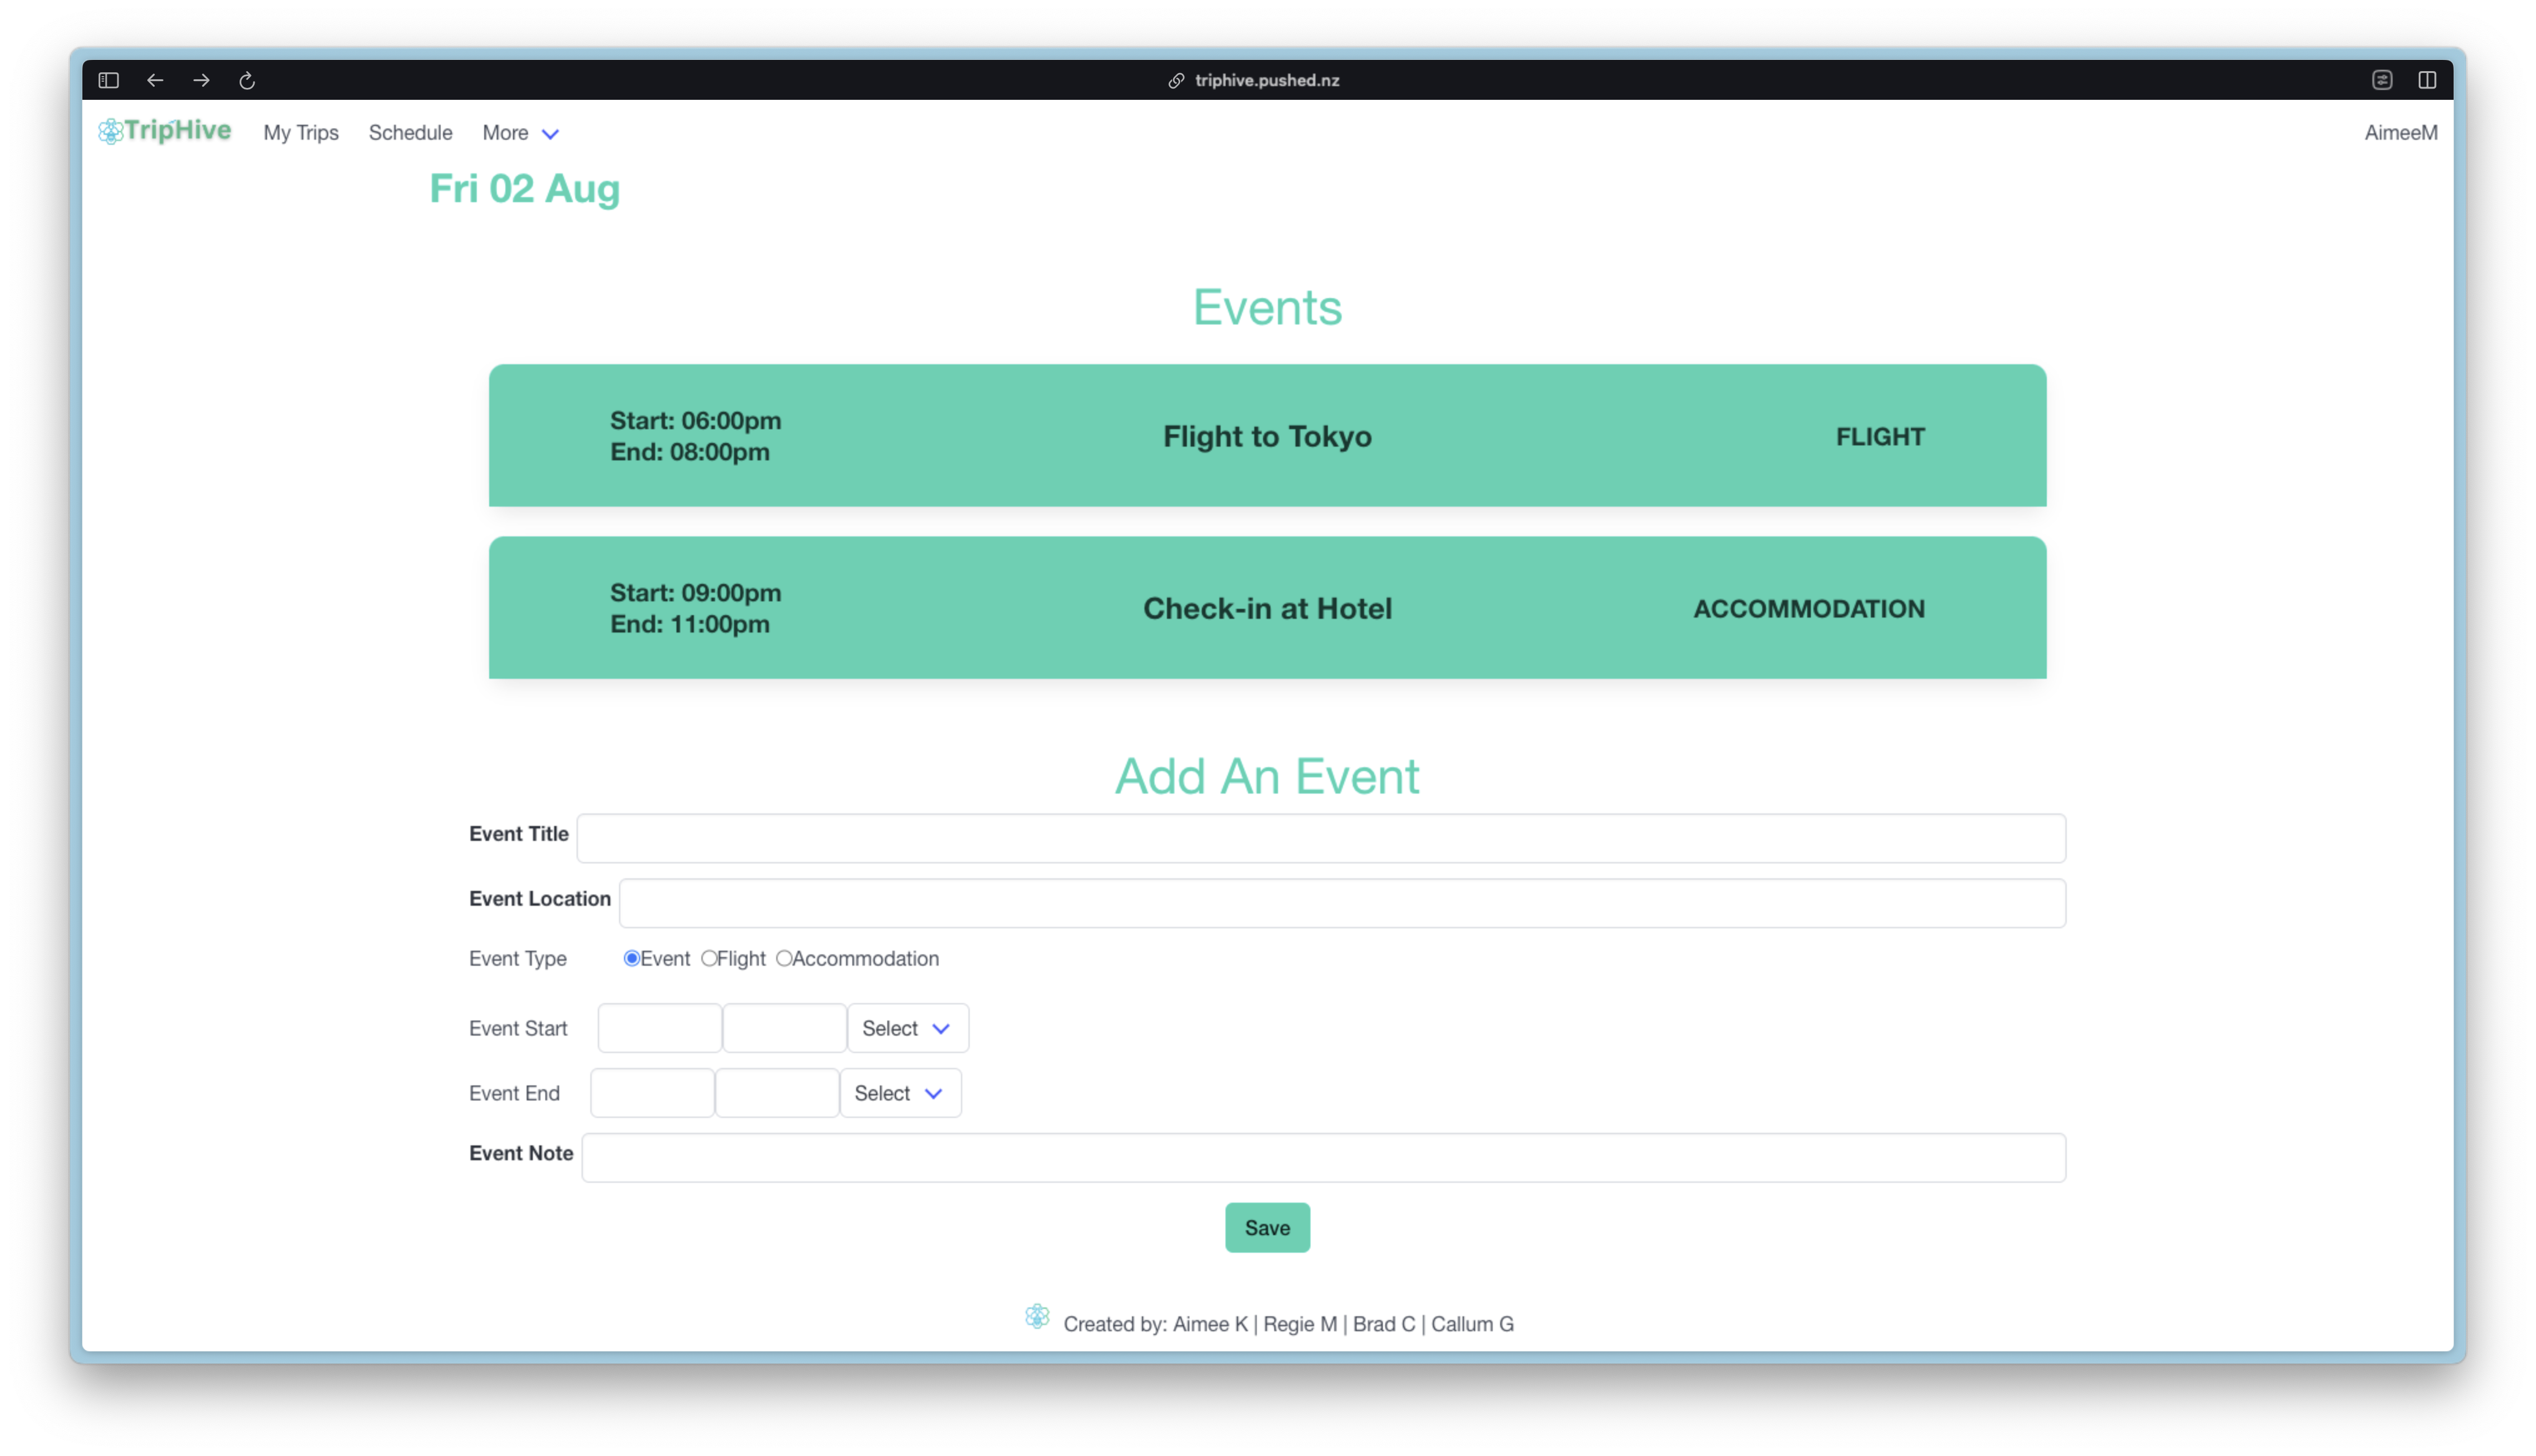 triphive.pushed.nz
TripHive My Trips Schedule More AimeeM
Fri 02 Aug
Events
Start: 06:00pm
End: 08:00pm
Flight to Tokyo
FLIGHT
Start: 09:00pm
End: 11:00pm
Check-in at Hotel
ACCOMMODATION
Add An Event
Event Title
Event Location
Event Type Event Flight Accommodation
Event Start Select
Event End Select
Event Note
Save
Created by: Aimee K | Regie M | Brad C | Callum G